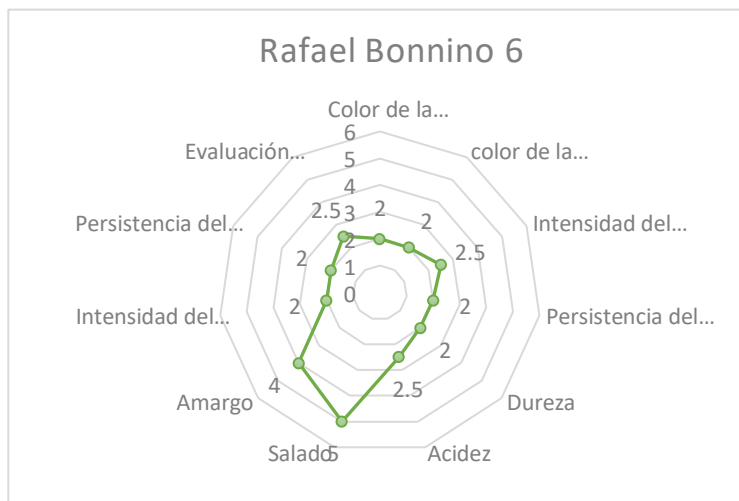 Rafael Bonnino 6
Color de la...
color de la...
Intensidad del...
Persistencia del...
Dureza
Acidez
Salado
Amargo
Intensidad del...
Persistencia del...
Evaluación...
6
5
4
3
2
1
0
2
2
2.5
2
2
2.5
5
4
2
2
2.5